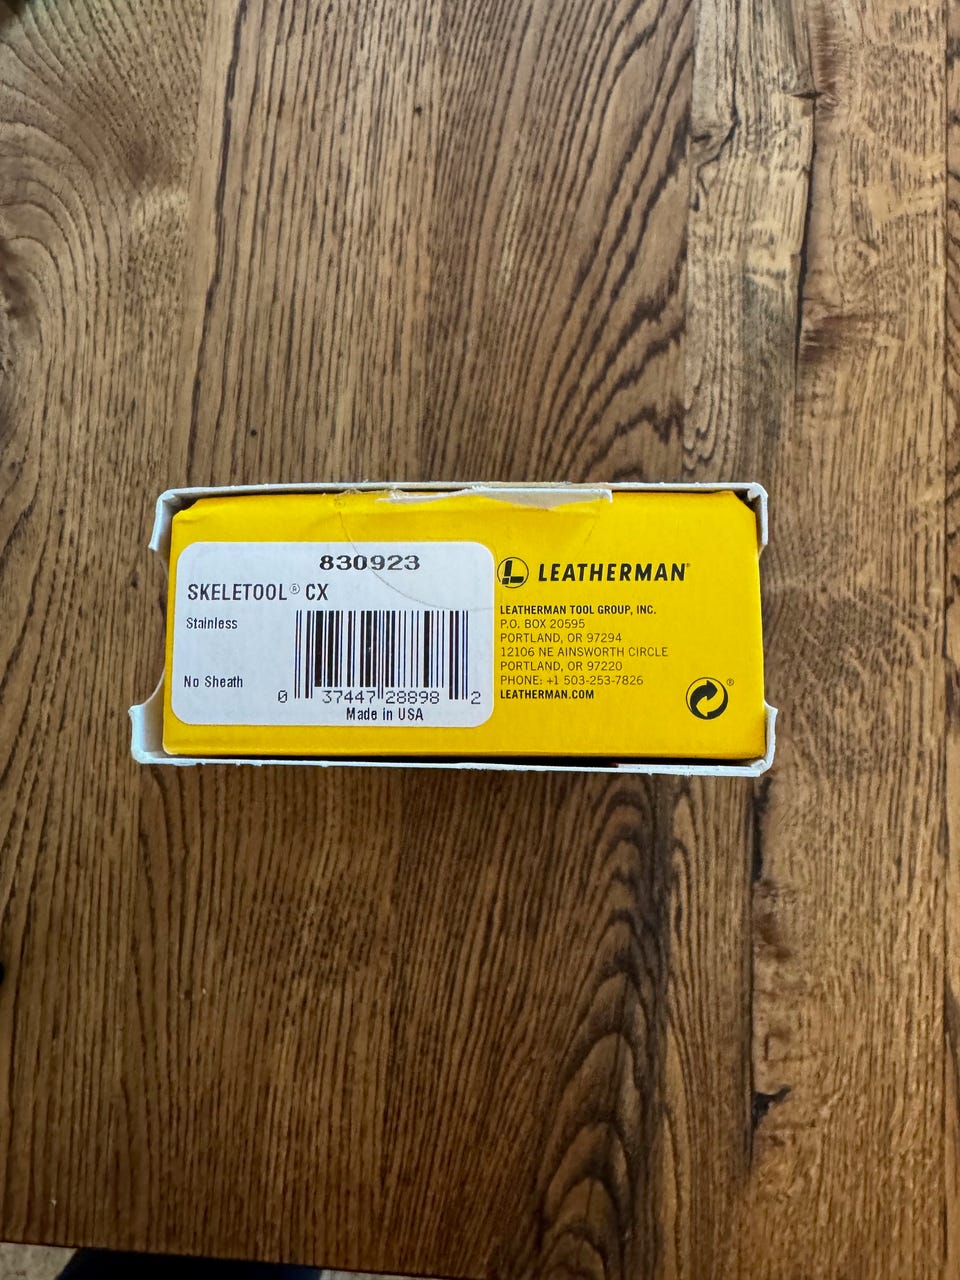 830923
SKELETOOL® CX
Stainless
No Sheath
0 37447 28898 2
Made in USA
LEATHERMAN®
LEATHERMAN TOOL GROUP, INC.
P.O. BOX 20595
PORTLAND, OR 97294
12106 NE AINSWORTH CIRCLE
PORTLAND, OR 97220
PHONE: +1 503-253-7826
LEATHERMAN.COM
®